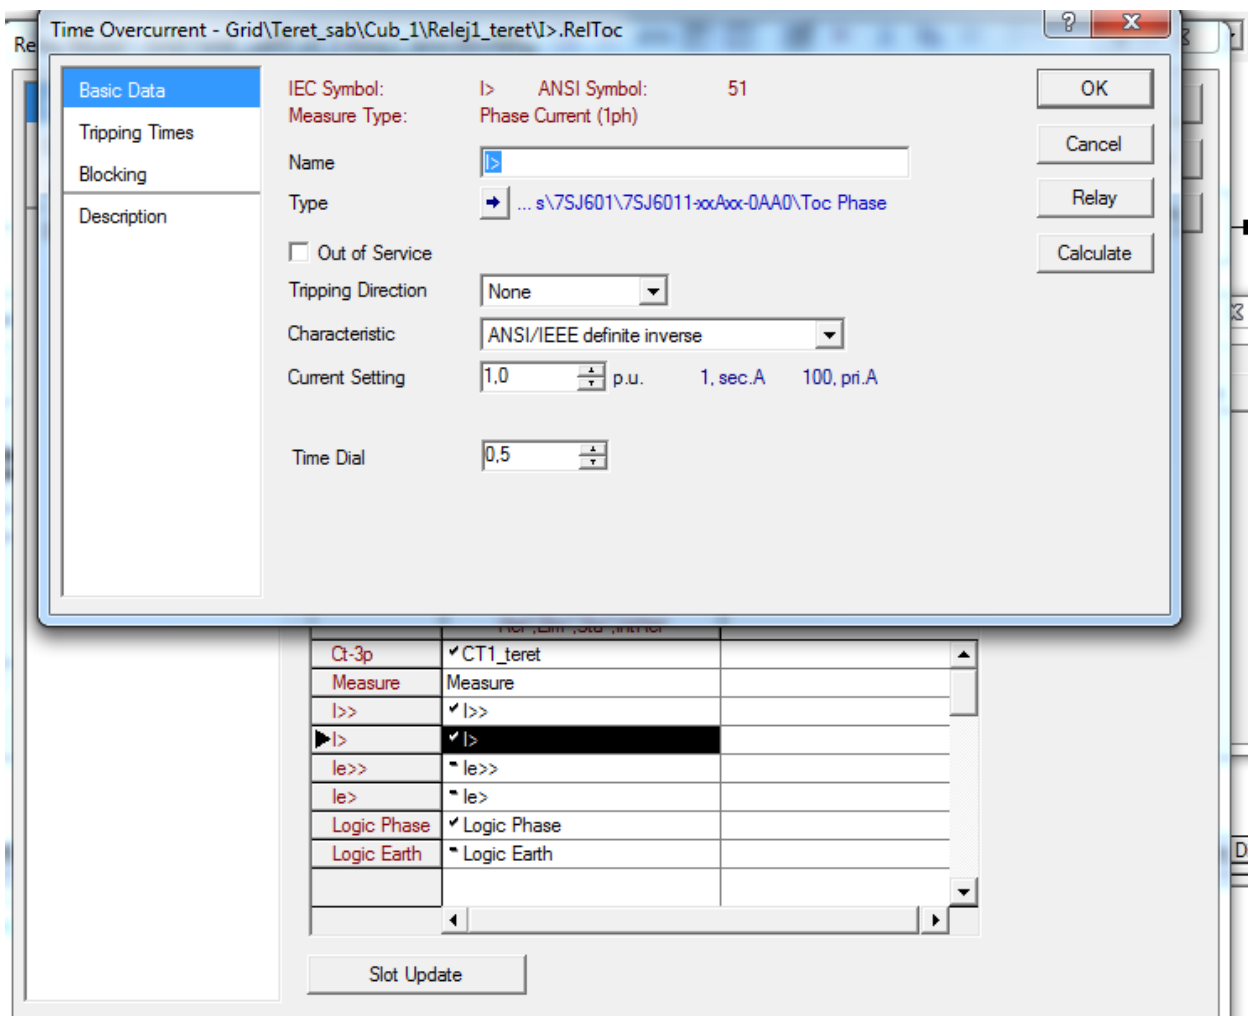 Time Overcurrent - Grid\Teret_sab\Cub_1\Relej1_teret\I>.RelToc
Re
Basic Data
Tripping Times
Blocking
Description
IEC Symbol: I> ANSI Symbol: 51
Measure Type: Phase Current (1ph)
Name I>
Type ... s\7SJ601\7SJ6011-xxAxx-0AA0\Toc Phase
Out of Service
Tripping Direction None
Characteristic ANSI/IEEE definite inverse
Current Setting 1,0 p.u. 1, sec.A 100, pri.A
Time Dial 0,5
OK
Cancel
Relay
Calculate
Ct-3p CT1_teret
Measure Measure
I>> I>>
I> I>
Ie>> Ie>>
Ie> Ie>
Logic Phase Logic Phase
Logic Earth Logic Earth
Slot Update